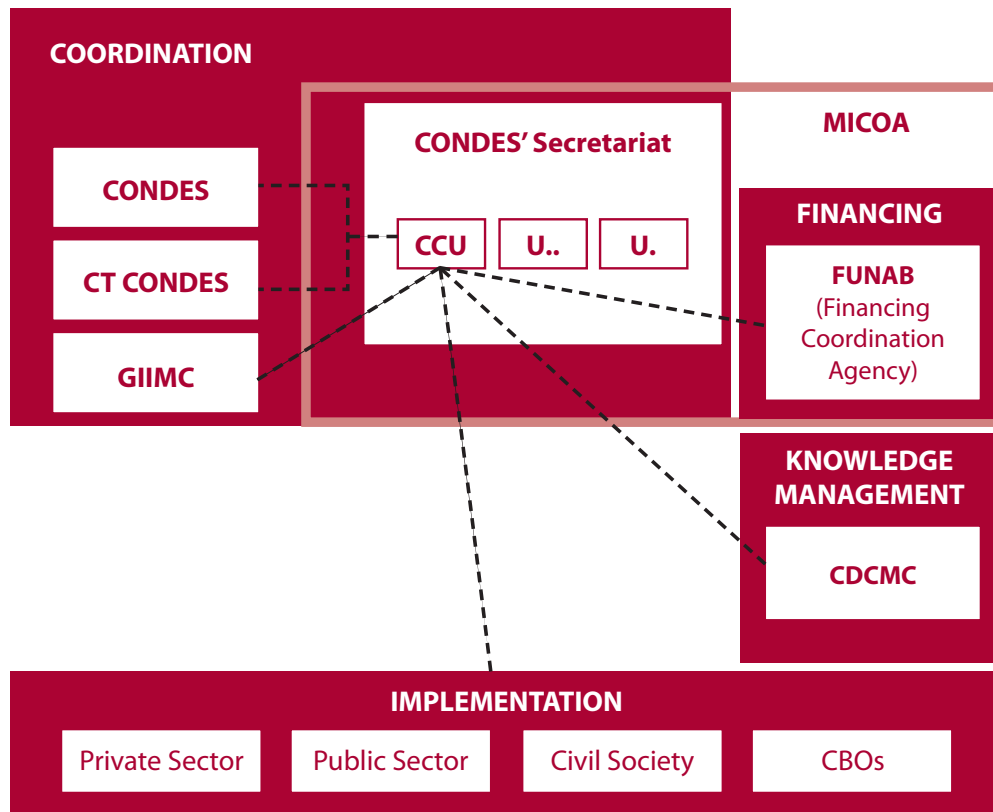 COORDINATION
MICOA
CONDES’ Secretariat
CONDES
CT CONDES
GIIMC
CCU
U..
U.
FINANCING
FUNAB
(Financing
Coordination
Agency)
KNOWLEDGE
MANAGEMENT
CDCMC
IMPLEMENTATION
Private Sector
Public Sector
Civil Society
CBOs